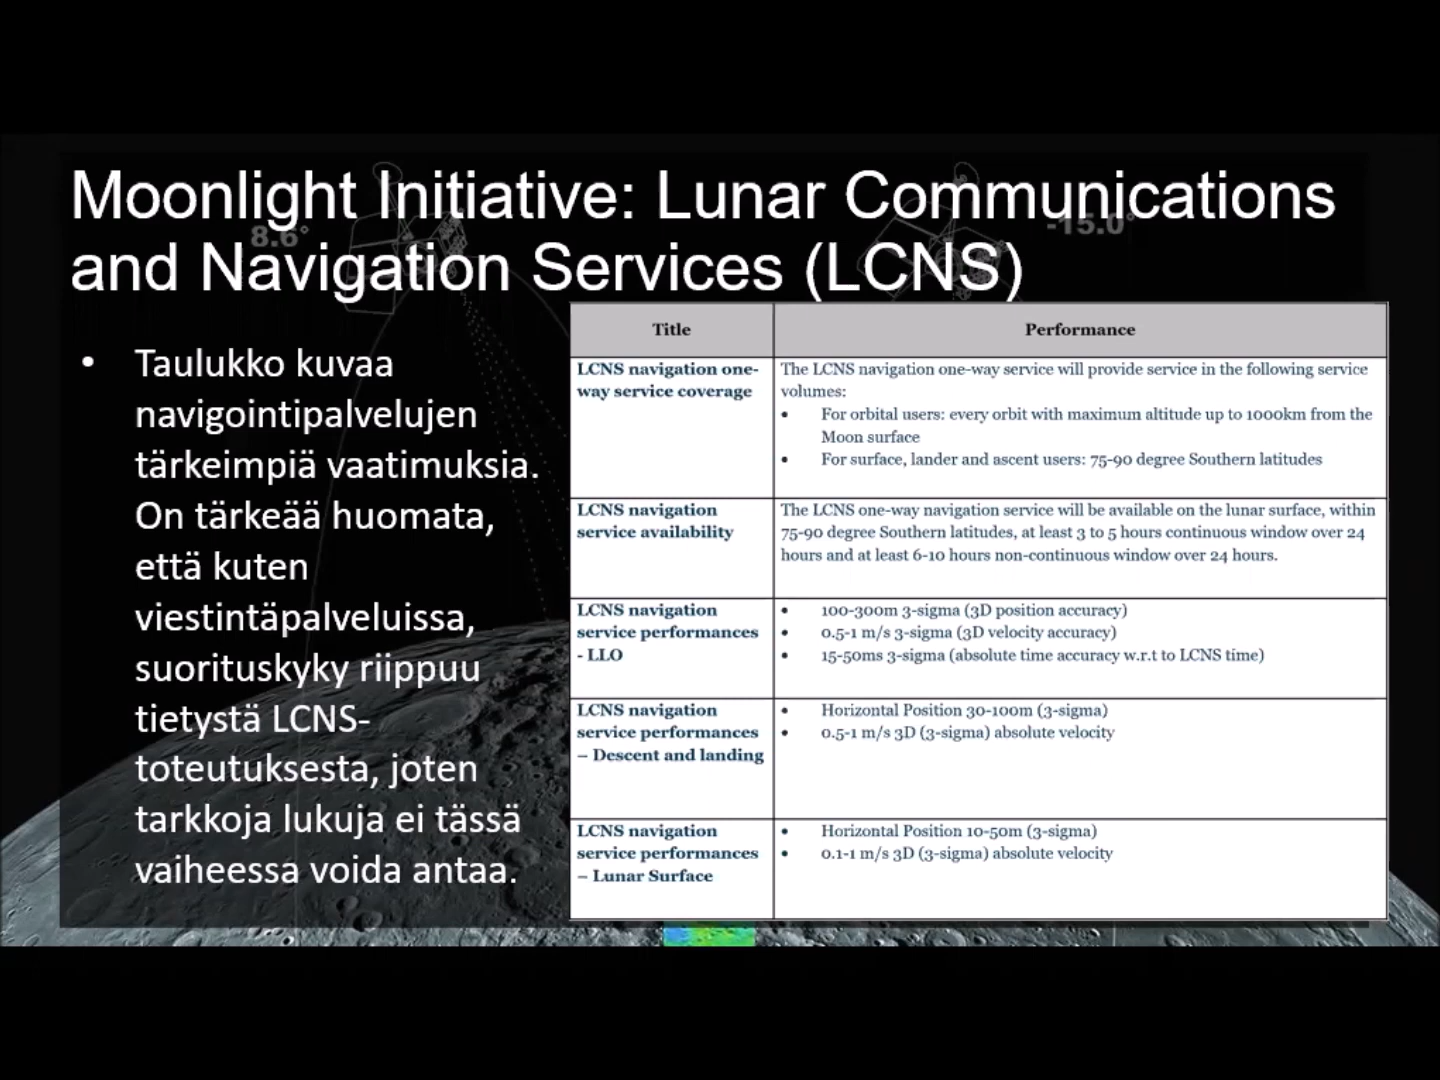 Moonlight Initiative: Lunar Communications
and Navigation Services (LCNS)
8.6°
-15.0°
• Taulukko kuvaa
navigointipalvelujen
tärkeimpiä vaatimuksia.
On tärkeää huomata,
että kuten
viestintäpalveluissa,
suorituskyky riippuu
tietystä LCNS-
toteutuksesta, joten
tarkkoja lukuja ei tässä
vaiheessa voida antaa.
Title
Performance
LCNS navigation one-
way service coverage
The LCNS navigation one-way service will provide service in the following service
volumes:
• For orbital users: every orbit with maximum altitude up to 1000km from the
Moon surface
• For surface, lander and ascent users: 75-90 degree Southern latitudes
LCNS navigation
service availability
The LCNS one-way navigation service will be available on the lunar surface, within
75-90 degree Southern latitudes, at least 3 to 5 hours continuous window over 24
hours and at least 6-10 hours non-continuous window over 24 hours.
LCNS navigation
service performances
- LLO
• 100-300m 3-sigma (3D position accuracy)
• 0.5-1 m/s 3-sigma (3D velocity accuracy)
• 15-50ms 3-sigma (absolute time accuracy w.r.t to LCNS time)
LCNS navigation
service performances
– Descent and landing
• Horizontal Position 30-100m (3-sigma)
• 0.5-1 m/s 3D (3-sigma) absolute velocity
LCNS navigation
service performances
– Lunar Surface
• Horizontal Position 10-50m (3-sigma)
• 0.1-1 m/s 3D (3-sigma) absolute velocity